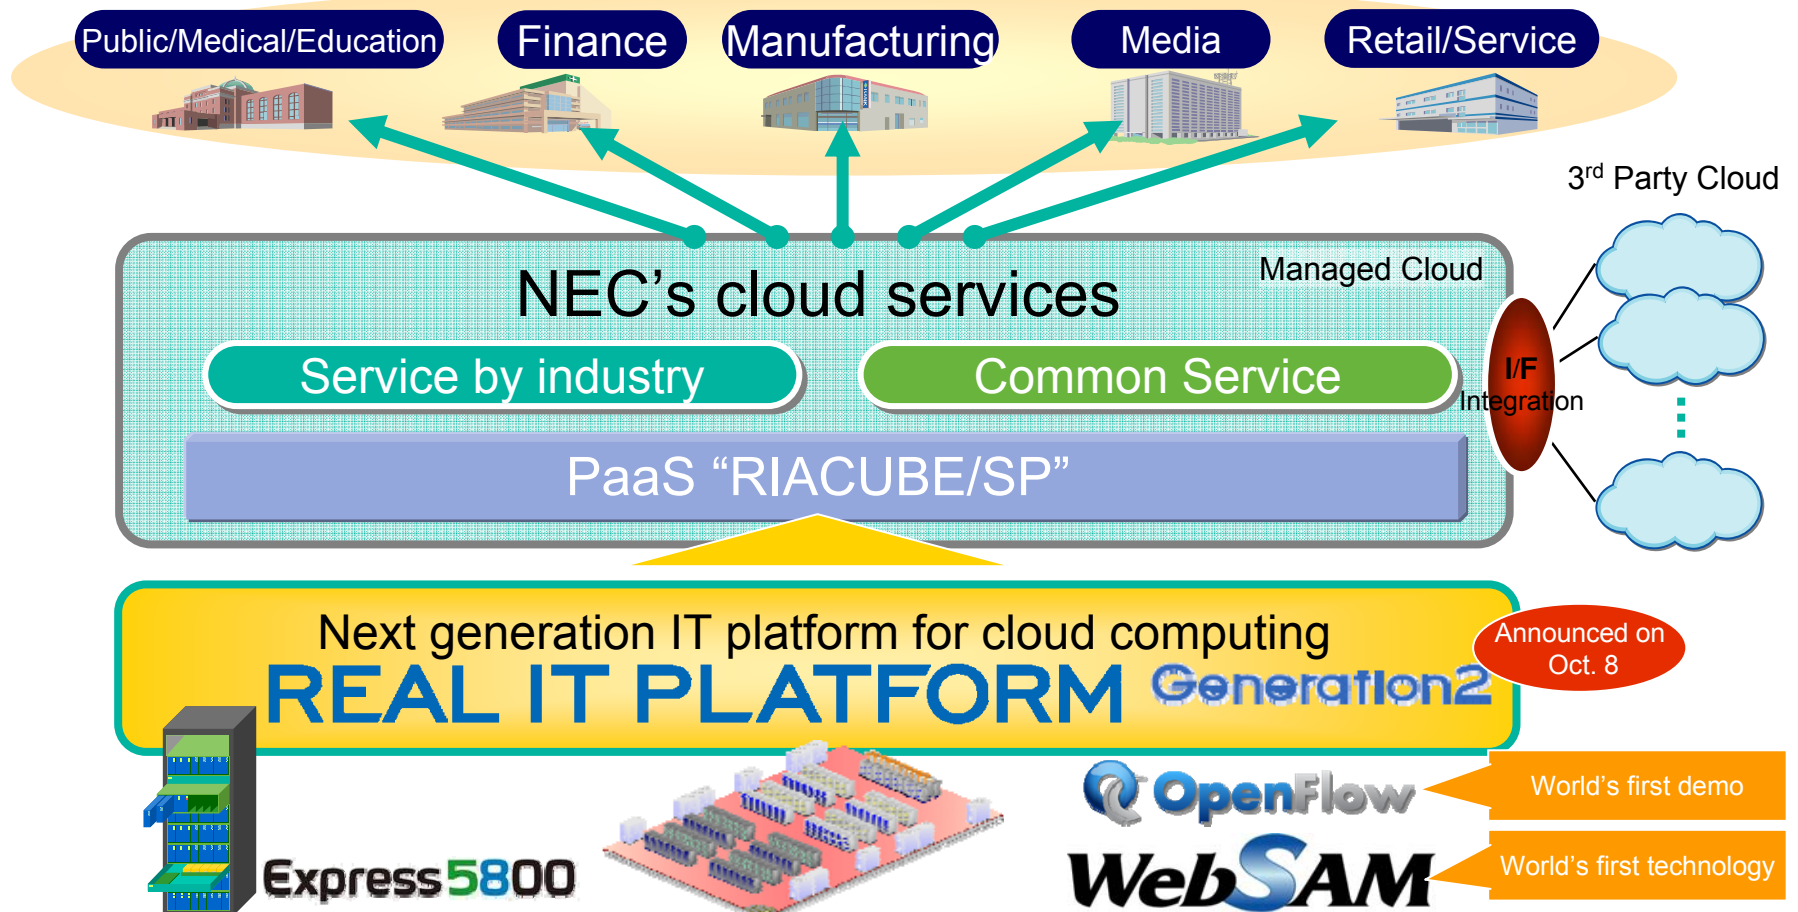 Public/Medical/Education
Finance
Manufacturing
Media
Retail/Service
3rd Party Cloud
NEC’s cloud services
Managed Cloud
Service by industry
Common Service
I/F
Integration
PaaS “RIACUBE/SP”
Next generation IT platform for cloud computing
REAL IT PLATFORM Generation2
Announced on
Oct. 8
OpenFlow
World’s first demo
Express5800
WebSAM
World’s first technology